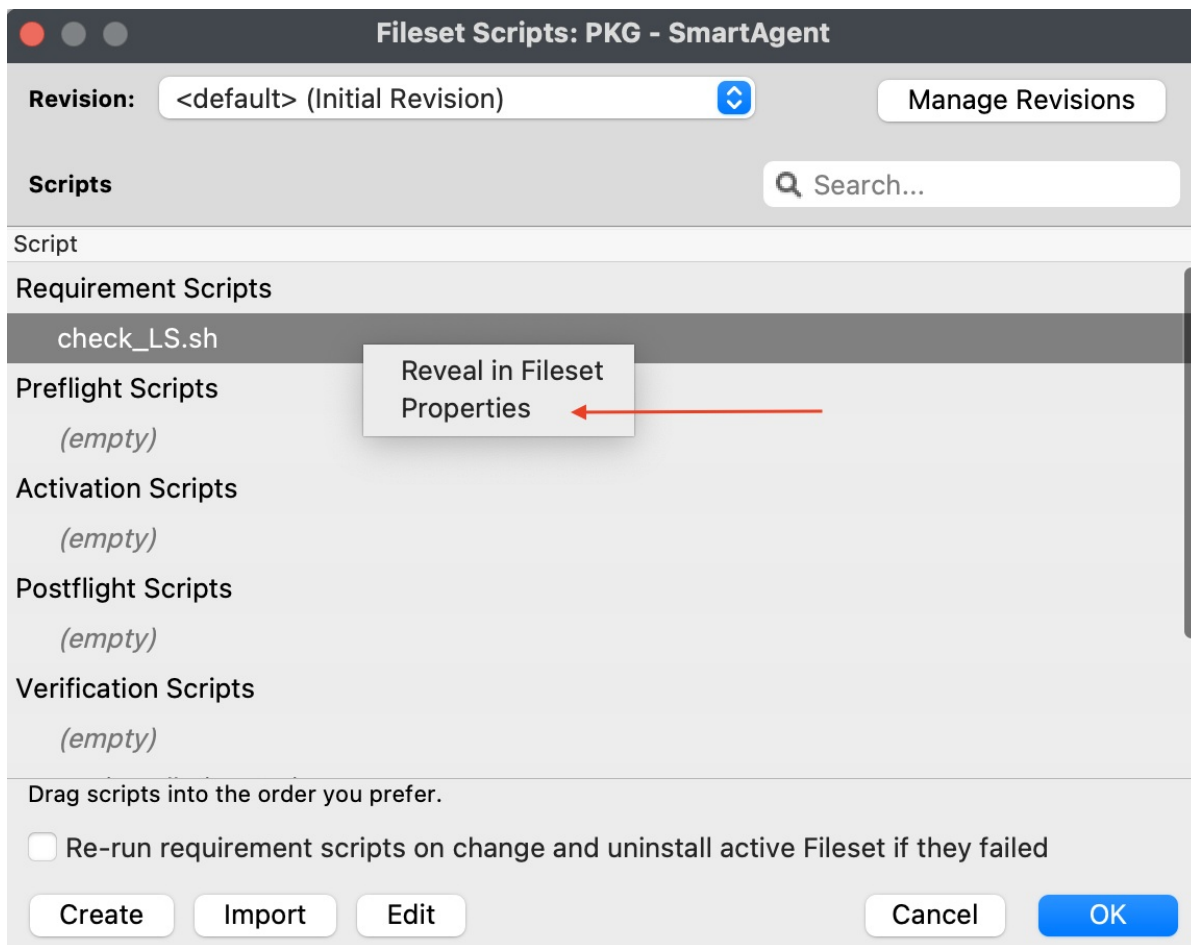 Fileset Scripts: PKG - SmartAgent
Revision: <default> (Initial Revision) Manage Revisions
Scripts Search...
Script
Requirement Scripts
check_LS.sh
Reveal in Fileset
Properties
Preflight Scripts
(empty)
Activation Scripts
(empty)
Postflight Scripts
(empty)
Verification Scripts
(empty)
Drag scripts into the order you prefer.
Re-run requirement scripts on change and uninstall active Fileset if they failed
Create Import Edit Cancel OK